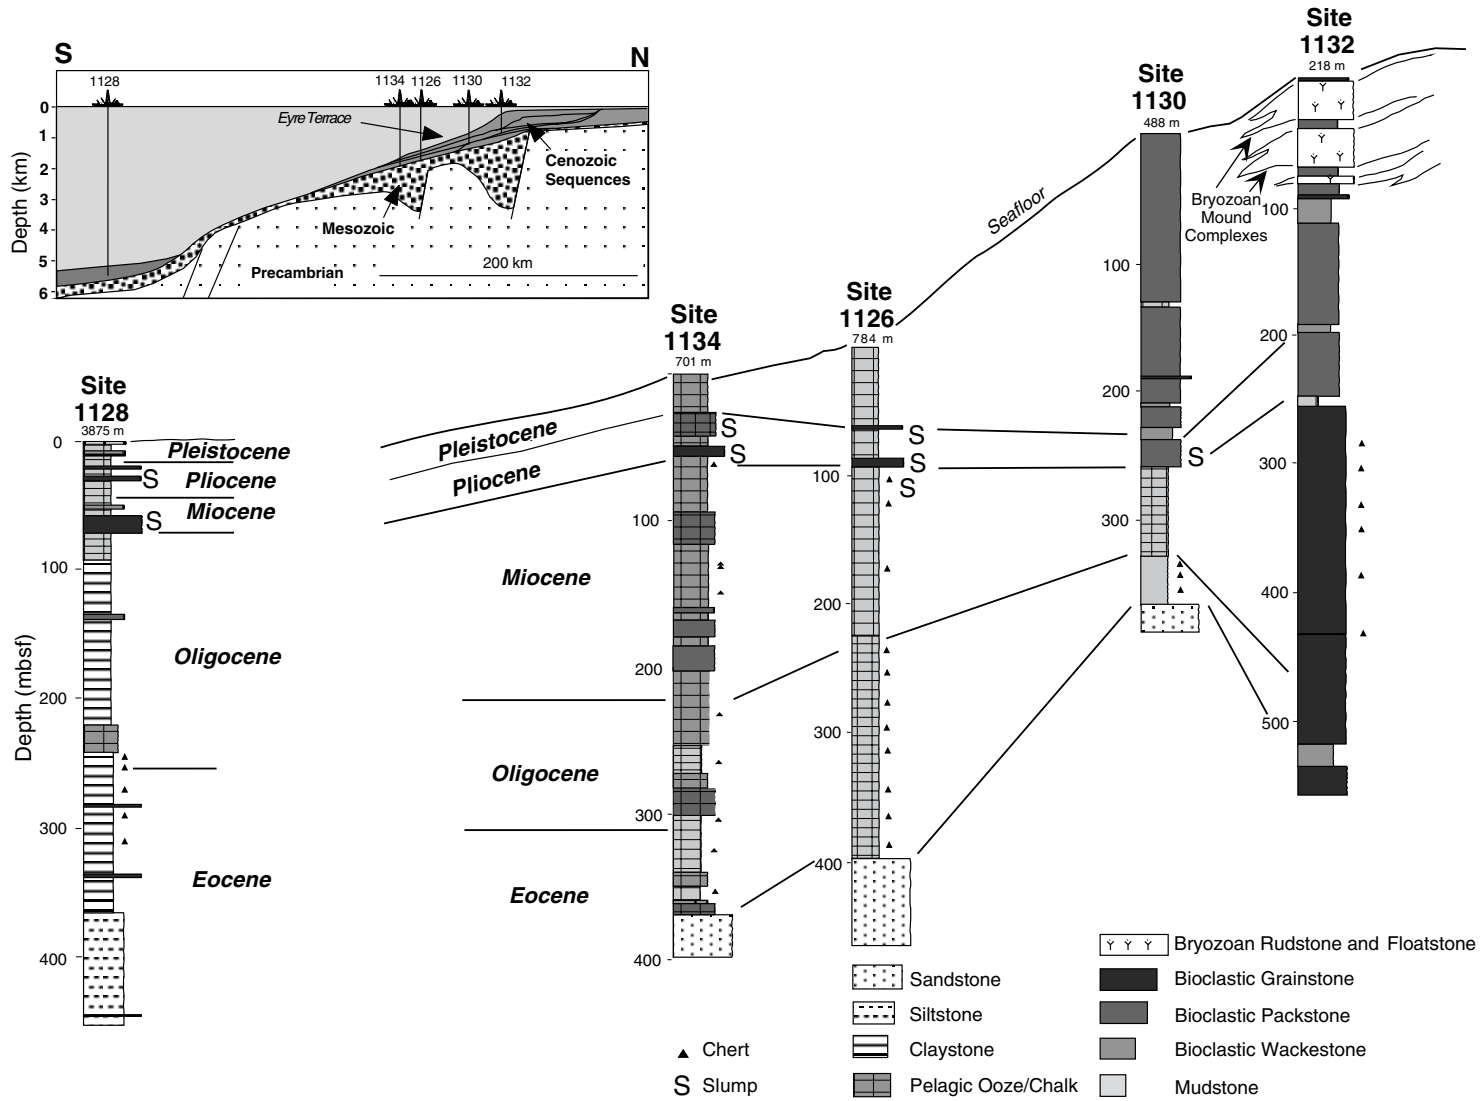 S
N
1128
1134
1126
1130
1132
Eyre Terrace
Cenozoic
Sequences
Mesozoic
Precambrian
200 km
Depth (km)
0
1
2
3
4
5
6
Site
1128
3875 m
Site
1134
701 m
Site
1126
784 m
Site
1130
488 m
Site
1132
218 m
Seafloor
Bryozoan
Mound
Complexes
Depth (mbsf)
0
100
200
300
400
S
S
Pleistocene
Pliocene
Miocene
Oligocene
Eocene
Pleistocene
Pliocene
Miocene
Oligocene
Eocene
100
200
300
400
S
S
100
200
300
400
S
S
S
100
200
300
S
100
200
300
400
500
Chert
S Slump
Sandstone
Siltstone
Claystone
Pelagic Ooze/Chalk
Bryozoan Rudstone and Floatstone
Bioclastic Grainstone
Bioclastic Packstone
Bioclastic Wackestone
Mudstone